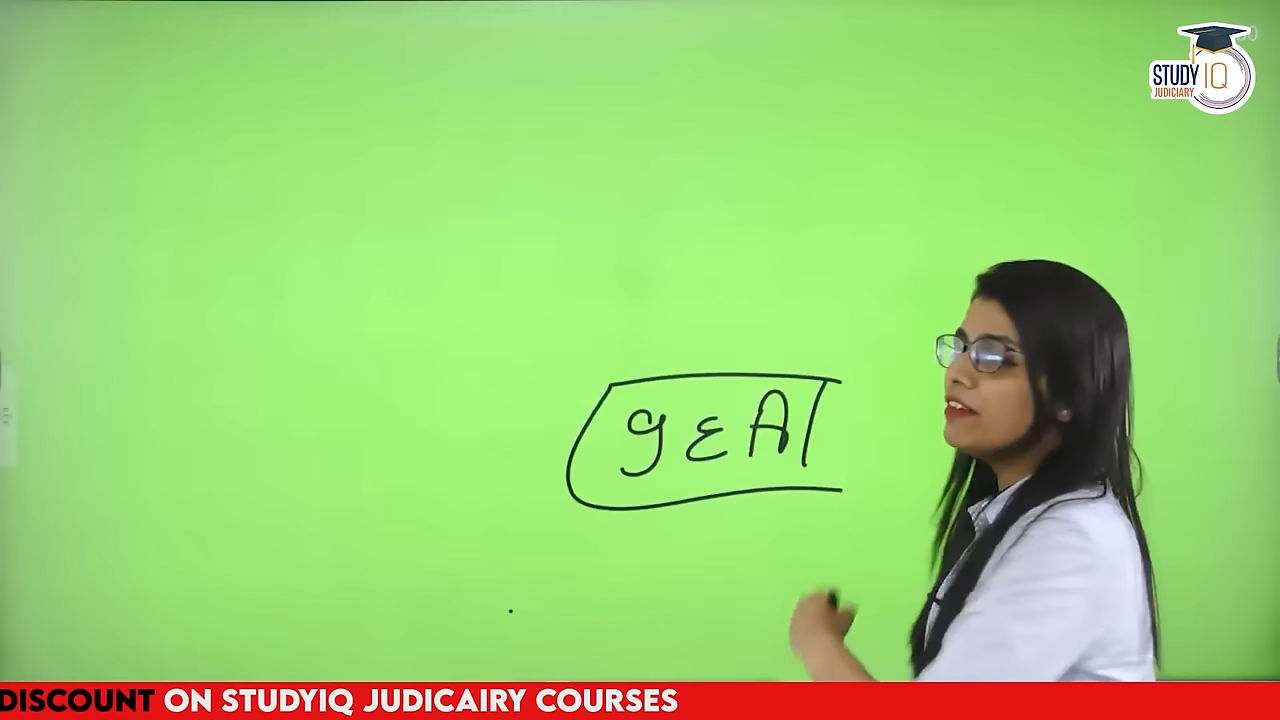 STUDY IQ
JUDICIARY
gEA
DISCOUNT ON STUDYIQ JUDICAIRY COURSES